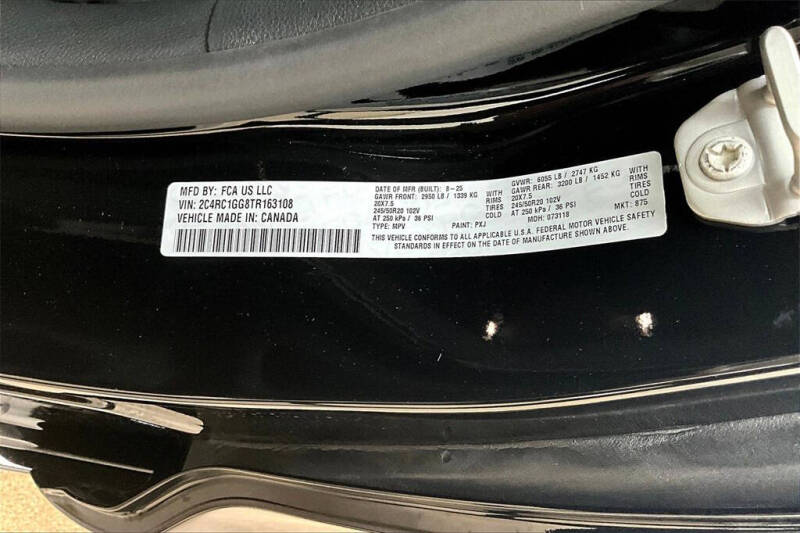 MFD BY: FCA US LLC
VIN: 2C4RC1GG8TR163108
VEHICLE MADE IN: CANADA
DATE OF MFR (BUILT): 8-25 GVWR: 6055 LB / 2747 KG
GAWR FRONT: 2950 LB / 1339 KG WITH GAWR REAR: 3200 LB / 1452 KG WITH
20X7.5 RIMS 20X7.5 RIMS
245/50R20 102V TIRES 245/50R20 102V TIRES
AT 250 kPa / 36 PSI COLD AT 250 kPa / 36 PSI COLD
TYPE: MPV PAINT: PXJ MDH: 073118 MKT: 875
THIS VEHICLE CONFORMS TO ALL APPLICABLE U.S.A. FEDERAL MOTOR VEHICLE SAFETY
STANDARDS IN EFFECT ON THE DATE OF MANUFACTURE SHOWN ABOVE.